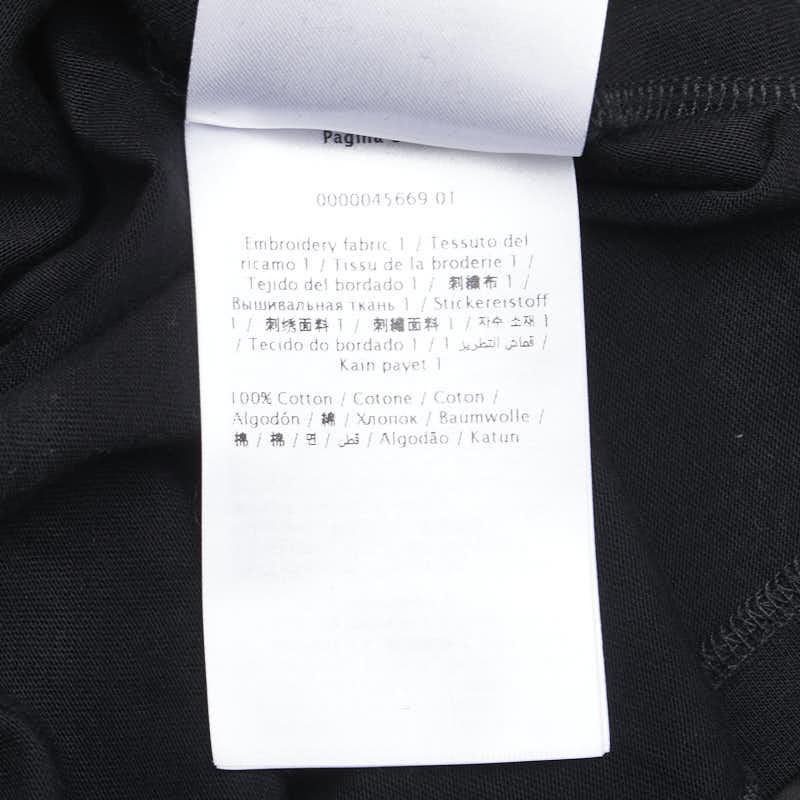 Pagina
0000045669 01
Embroidery fabric 1 / Tessuto del
ricamo 1 / Tissu de la broderie 1 /
Tejido del bordado 1 / 刺繍布 1 /
Вышивальная ткань 1 / Stickereistoff
1 / 刺绣面料 1 / 刺繡面料 1 / 자수 소재 1
/ Tecido do bordado 1 / 1 قماش التطريز /
Kain payet 1
100% Cotton / Cotone / Coton /
Algodón / 綿 / Хлопок / Baumwolle /
棉 / 棉 / 면 / قطن / Algodão / Katun